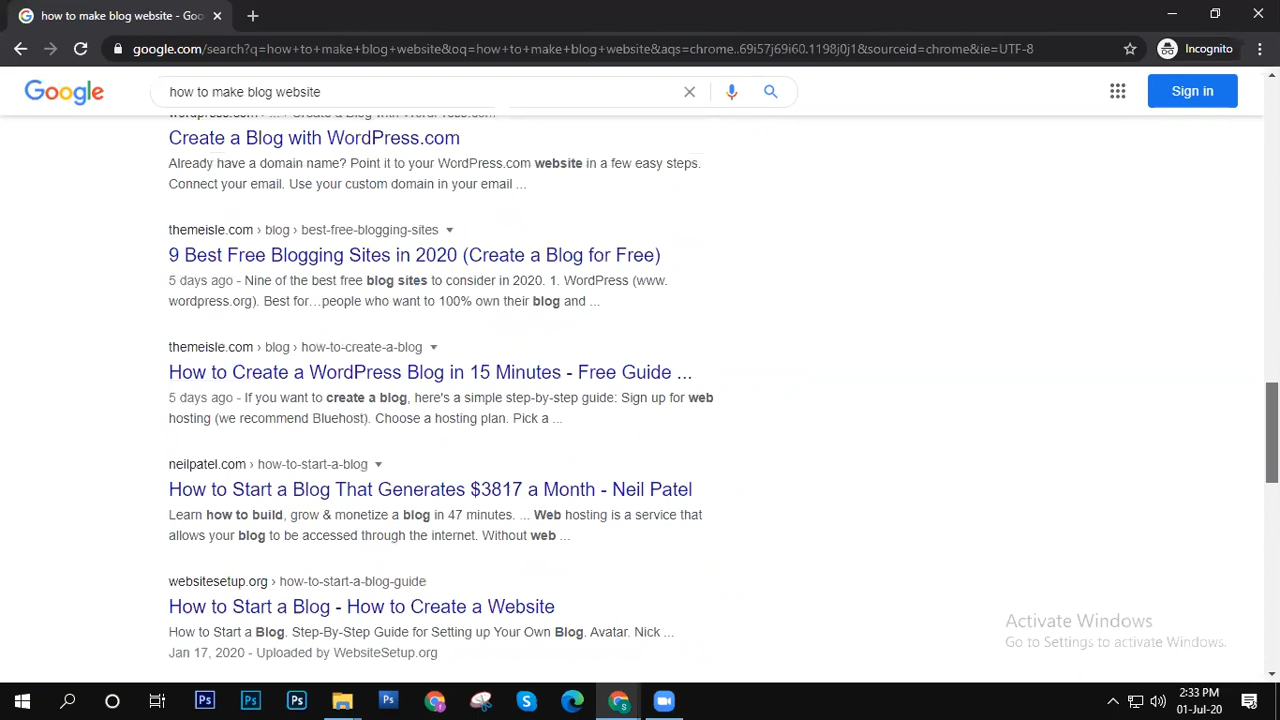 how to make blog website - Goo
google.com/search?q=how+to+make+blog+website&oq=how+to+make+blog+website&aqs=chrome..69i57j69i60.1198j0j1&sourceid=chrome&ie=UTF-8
Incognito
Google
how to make blog website
Sign in
wordpress.com › ... › Create a Blog with WordPress.com
Create a Blog with WordPress.com
Already have a domain name? Point it to your WordPress.com website in a few easy steps.
Connect your email. Use your custom domain in your email ...
themeisle.com › blog › best-free-blogging-sites
9 Best Free Blogging Sites in 2020 (Create a Blog for Free)
5 days ago - Nine of the best free blog sites to consider in 2020. 1. WordPress (www.
wordpress.org). Best for…people who want to 100% own their blog and ...
themeisle.com › blog › how-to-create-a-blog
How to Create a WordPress Blog in 15 Minutes - Free Guide ...
5 days ago - If you want to create a blog, here's a simple step-by-step guide: Sign up for web
hosting (we recommend Bluehost). Choose a hosting plan. Pick a ...
neilpatel.com › how-to-start-a-blog
How to Start a Blog That Generates $3817 a Month - Neil Patel
Learn how to build, grow & monetize a blog in 47 minutes. ... Web hosting is a service that
allows your blog to be accessed through the internet. Without web ...
websitesetup.org › how-to-start-a-blog-guide
How to Start a Blog - How to Create a Website
How to Start a Blog. Step-By-Step Guide for Setting up Your Own Blog. Avatar. Nick ...
Jan 17, 2020 - Uploaded by WebsiteSetup.org
Activate Windows
Go to Settings to activate Windows.
Ps
Ps
Ps
Ps
S
2:33 PM
01-Jul-20